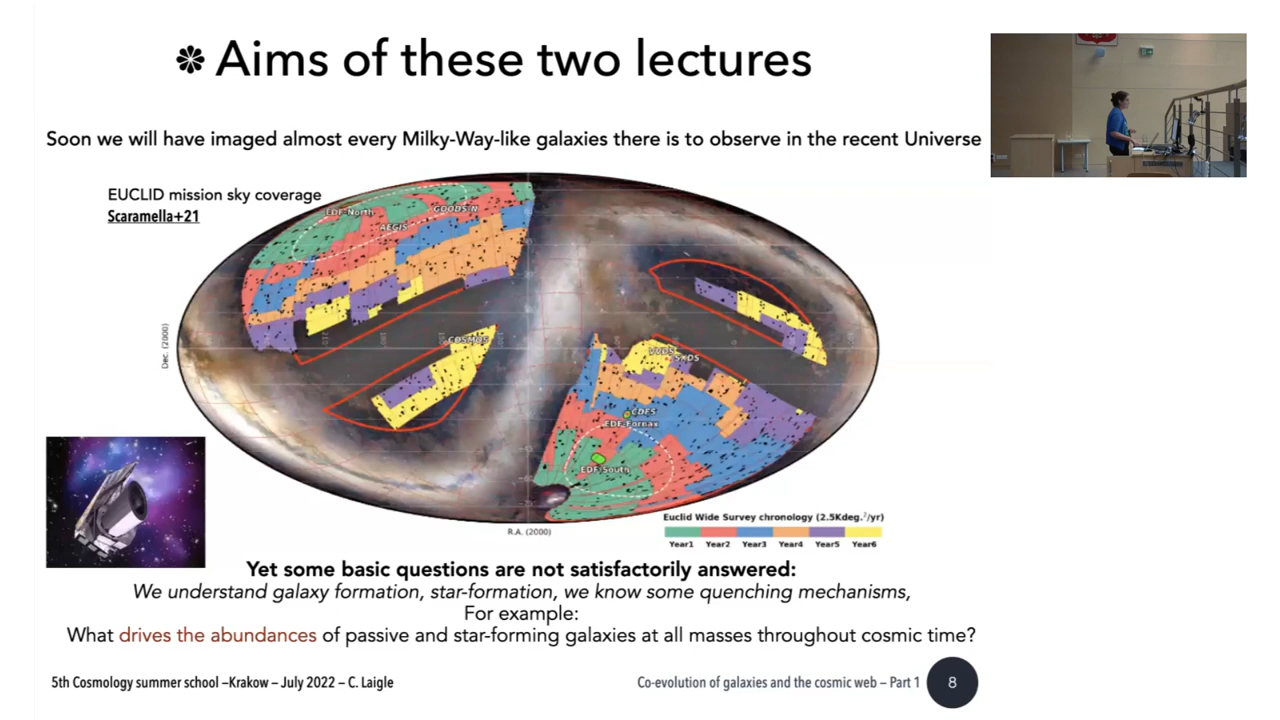 ✽ Aims of these two lectures
Soon we will have imaged almost every Milky-Way-like galaxies there is to observe in the recent Universe
EUCLID mission sky coverage
Scaramella+21
EDF-North
GOODS-N
AEGIS
COSMOS
VVDS
SXDS
CDFS
EDF-Fornax
EDF-South
Dec. (2000)
R.A. (2000)
Euclid Wide Survey chronology (2.5Kdeg.²/yr)
Year1 Year2 Year3 Year4 Year5 Year6
Yet some basic questions are not satisfactorily answered:
We understand galaxy formation, star-formation, we know some quenching mechanisms,
For example:
What drives the abundances of passive and star-forming galaxies at all masses throughout cosmic time?
5th Cosmology summer school –Krakow – July 2022 – C. Laigle
Co-evolution of galaxies and the cosmic web – Part 1
8